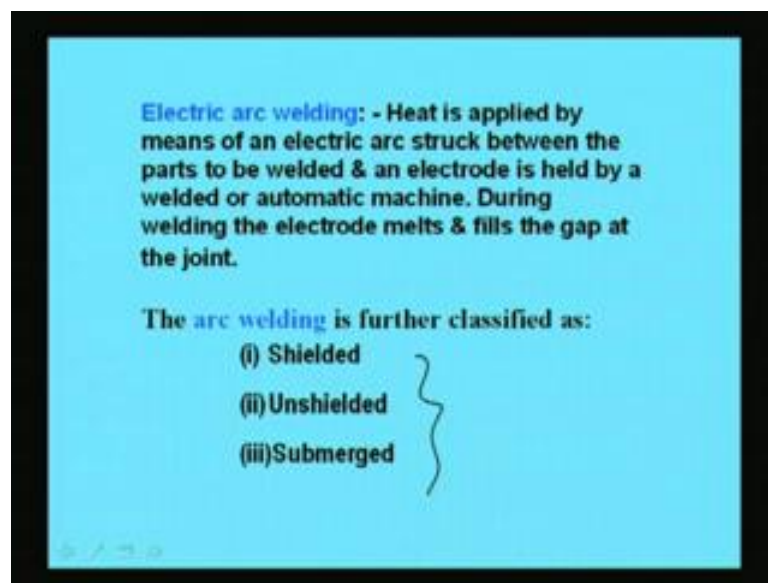 Electric arc welding: - Heat is applied by
means of an electric arc struck between the
parts to be welded & an electrode is held by a
welded or automatic machine. During
welding the electrode melts & fills the gap at
the joint.
The arc welding is further classified as:
(i) Shielded
(ii) Unshielded
(iii)Submerged